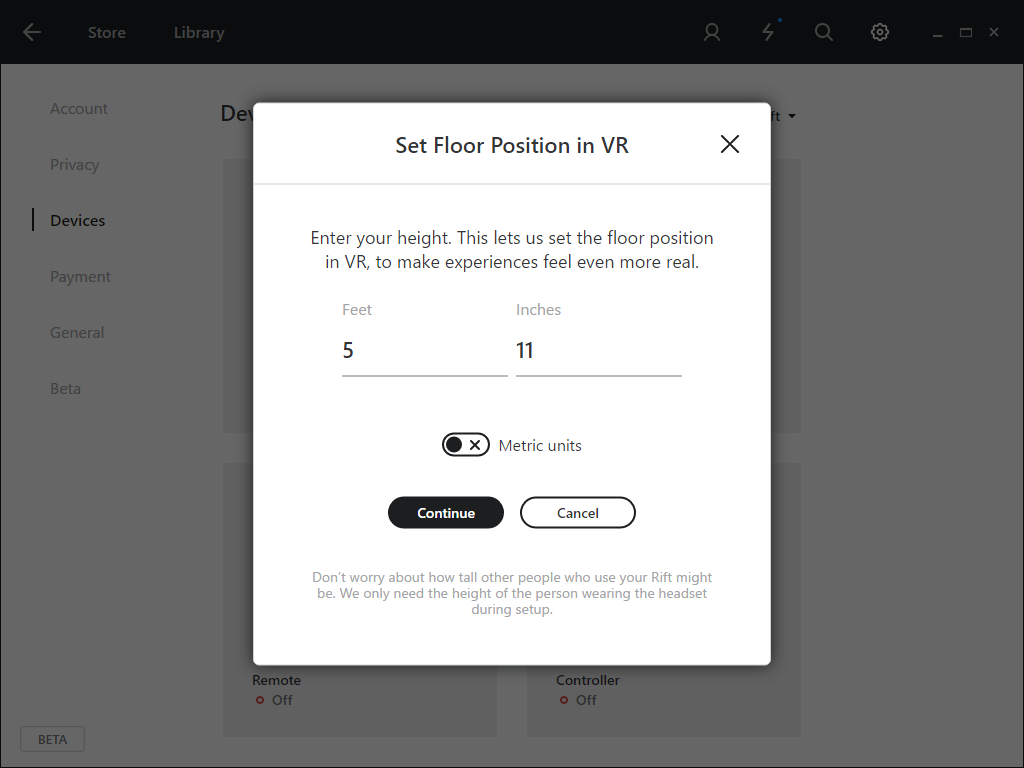 Store Library
Account
Privacy
Devices
Payment
General
Beta
BETA
Set Floor Position in VR
Enter your height. This lets us set the floor position
in VR, to make experiences feel even more real.
Feet Inches
5 11
Metric units
Continue Cancel
Don't worry about how tall other people who use your Rift might
be. We only need the height of the person wearing the headset
during setup.
Remote Controller
Off Off